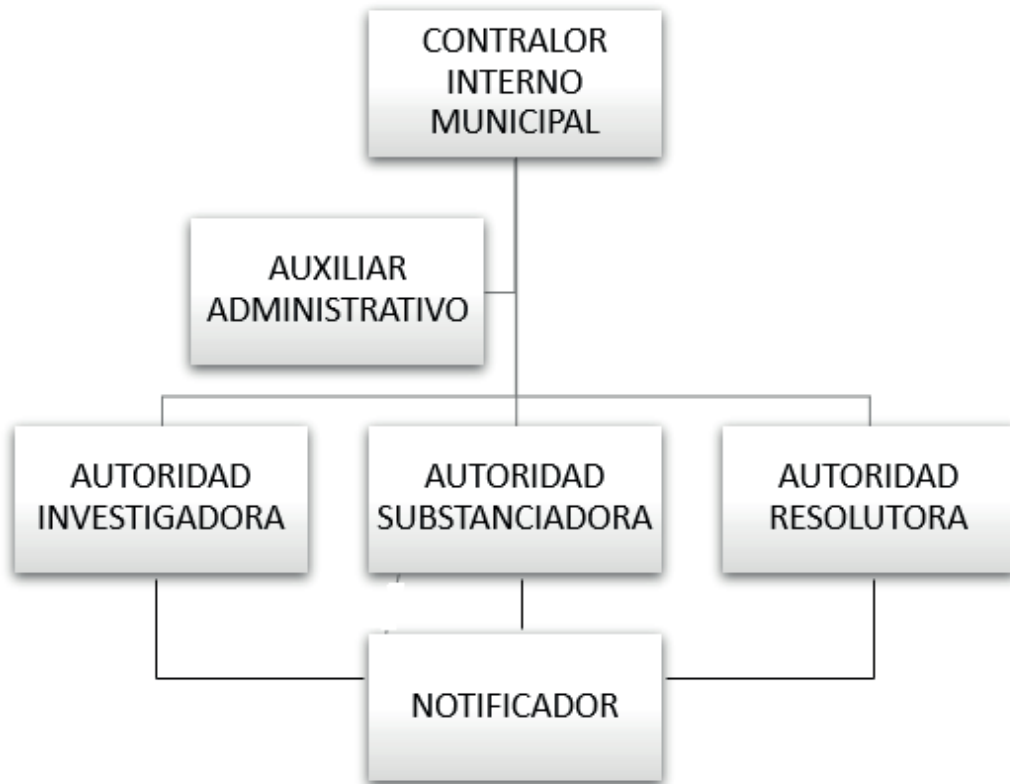 CONTRALOR
INTERNO
MUNICIPAL
AUXILIAR
ADMINISTRATIVO
AUTORIDAD
INVESTIGADORA
AUTORIDAD
SUBSTANCIADORA
AUTORIDAD
RESOLUTORA
NOTIFICADOR